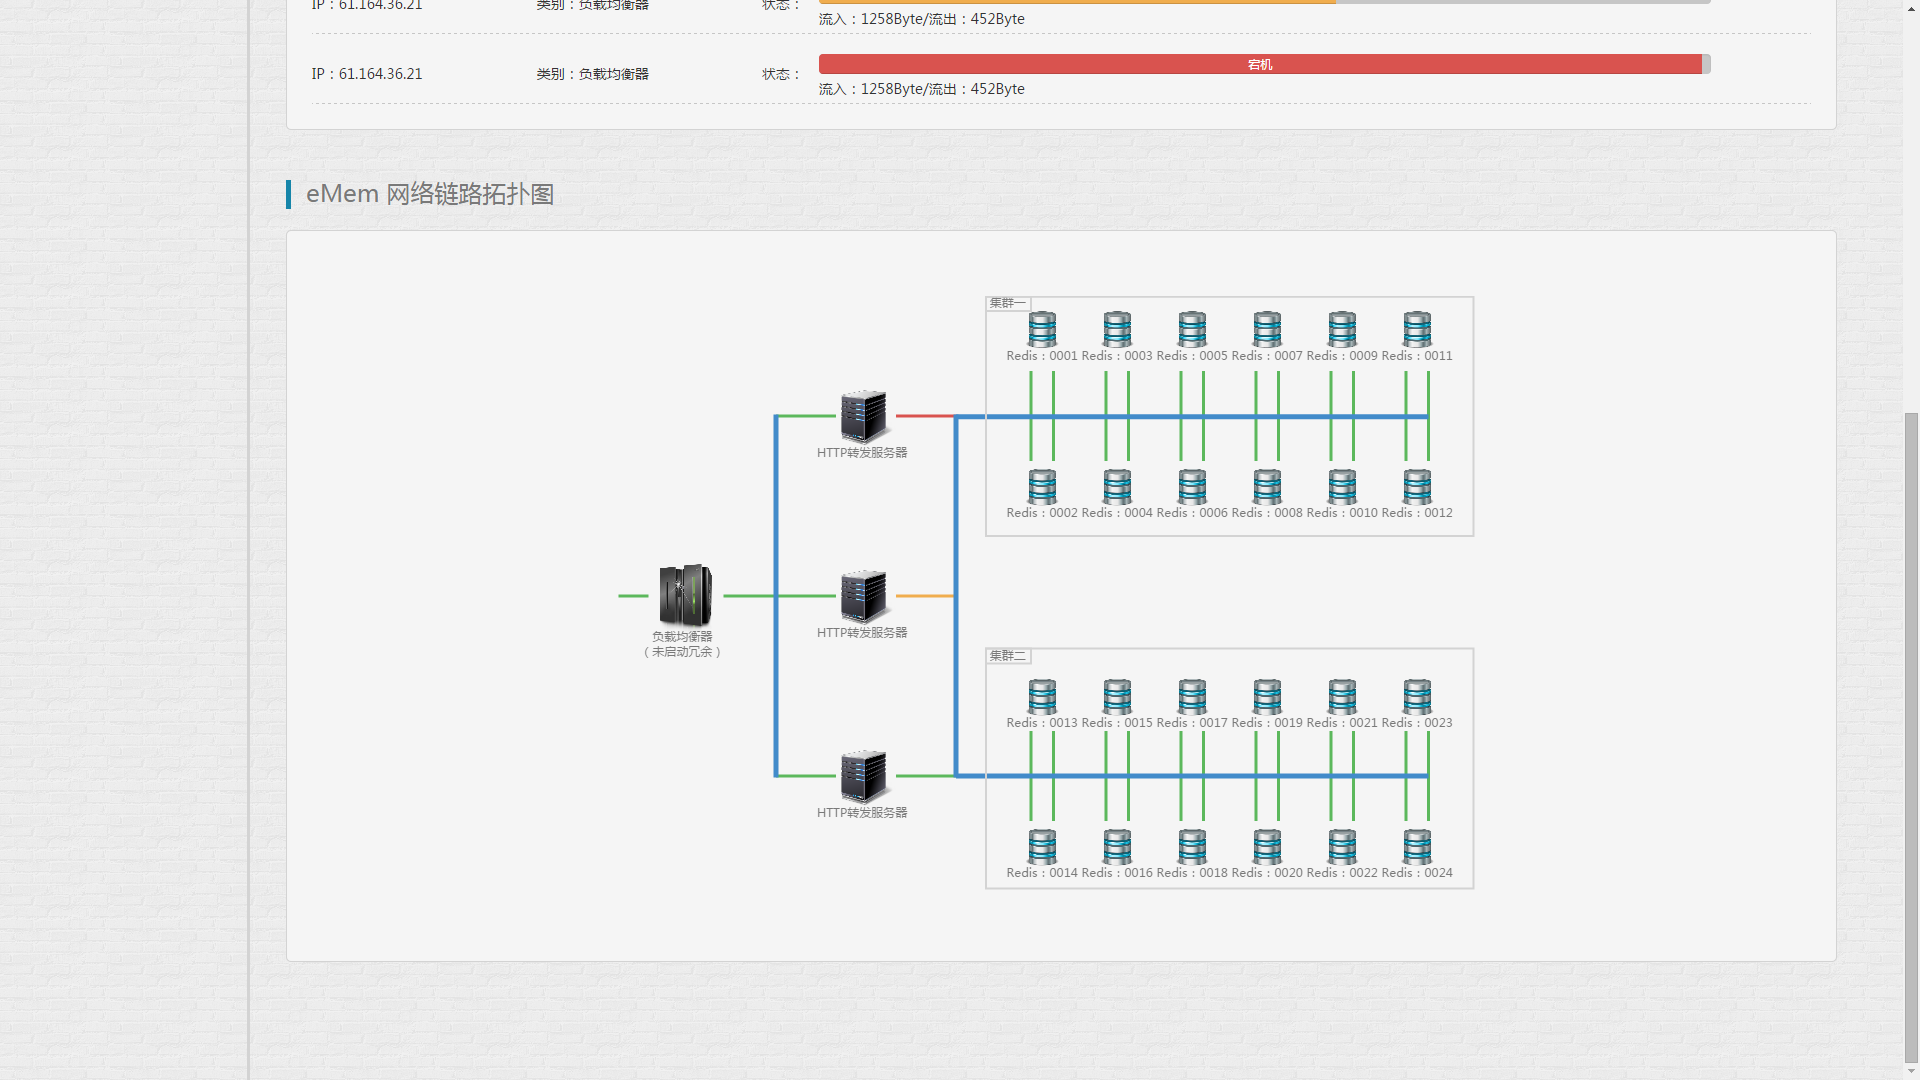 IP：61.164.36.21 类别：负载均衡器 状态：
流入：1258Byte/流出：452Byte
宕机
IP：61.164.36.21 类别：负载均衡器 状态：
流入：1258Byte/流出：452Byte
eMem 网络链路拓扑图
集群一
Redis：0001 Redis：0003 Redis：0005 Redis：0007 Redis：0009 Redis：0011
HTTP转发服务器
Redis：0002 Redis：0004 Redis：0006 Redis：0008 Redis：0010 Redis：0012
HTTP转发服务器
负载均衡器
（未启动冗余）
集群二
Redis：0013 Redis：0015 Redis：0017 Redis：0019 Redis：0021 Redis：0023
HTTP转发服务器
Redis：0014 Redis：0016 Redis：0018 Redis：0020 Redis：0022 Redis：0024